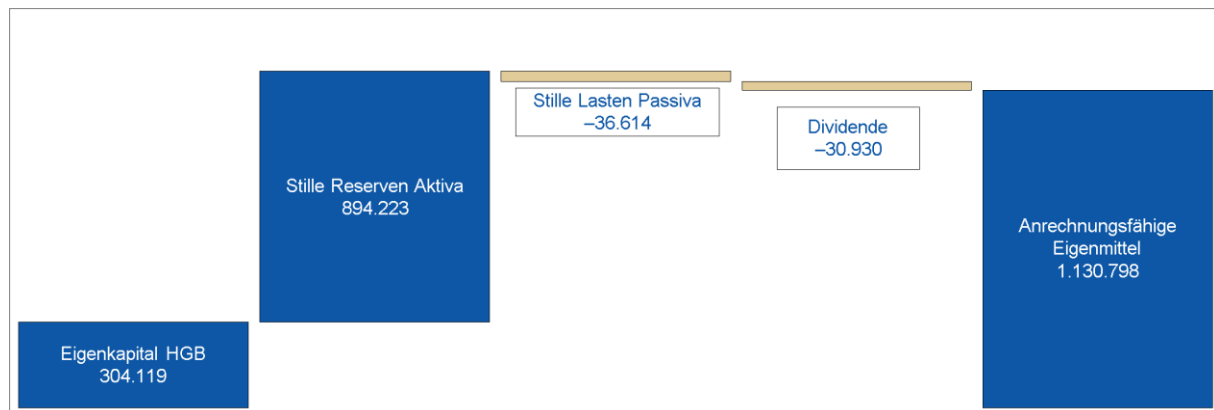 Eigenkapital HGB
304.119
Stille Reserven Aktiva
894.223
Stille Lasten Passiva
–36.614
Dividende
–30.930
Anrechnungsfähige
Eigenmittel
1.130.798